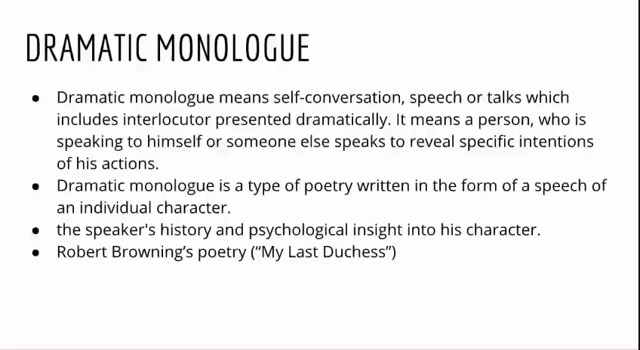 DRAMATIC MONOLOGUE
● Dramatic monologue means self-conversation, speech or talks which
includes interlocutor presented dramatically. It means a person, who is
speaking to himself or someone else speaks to reveal specific intentions
of his actions.
● Dramatic monologue is a type of poetry written in the form of a speech of
an individual character.
● the speaker's history and psychological insight into his character.
● Robert Browning’s poetry (“My Last Duchess”)